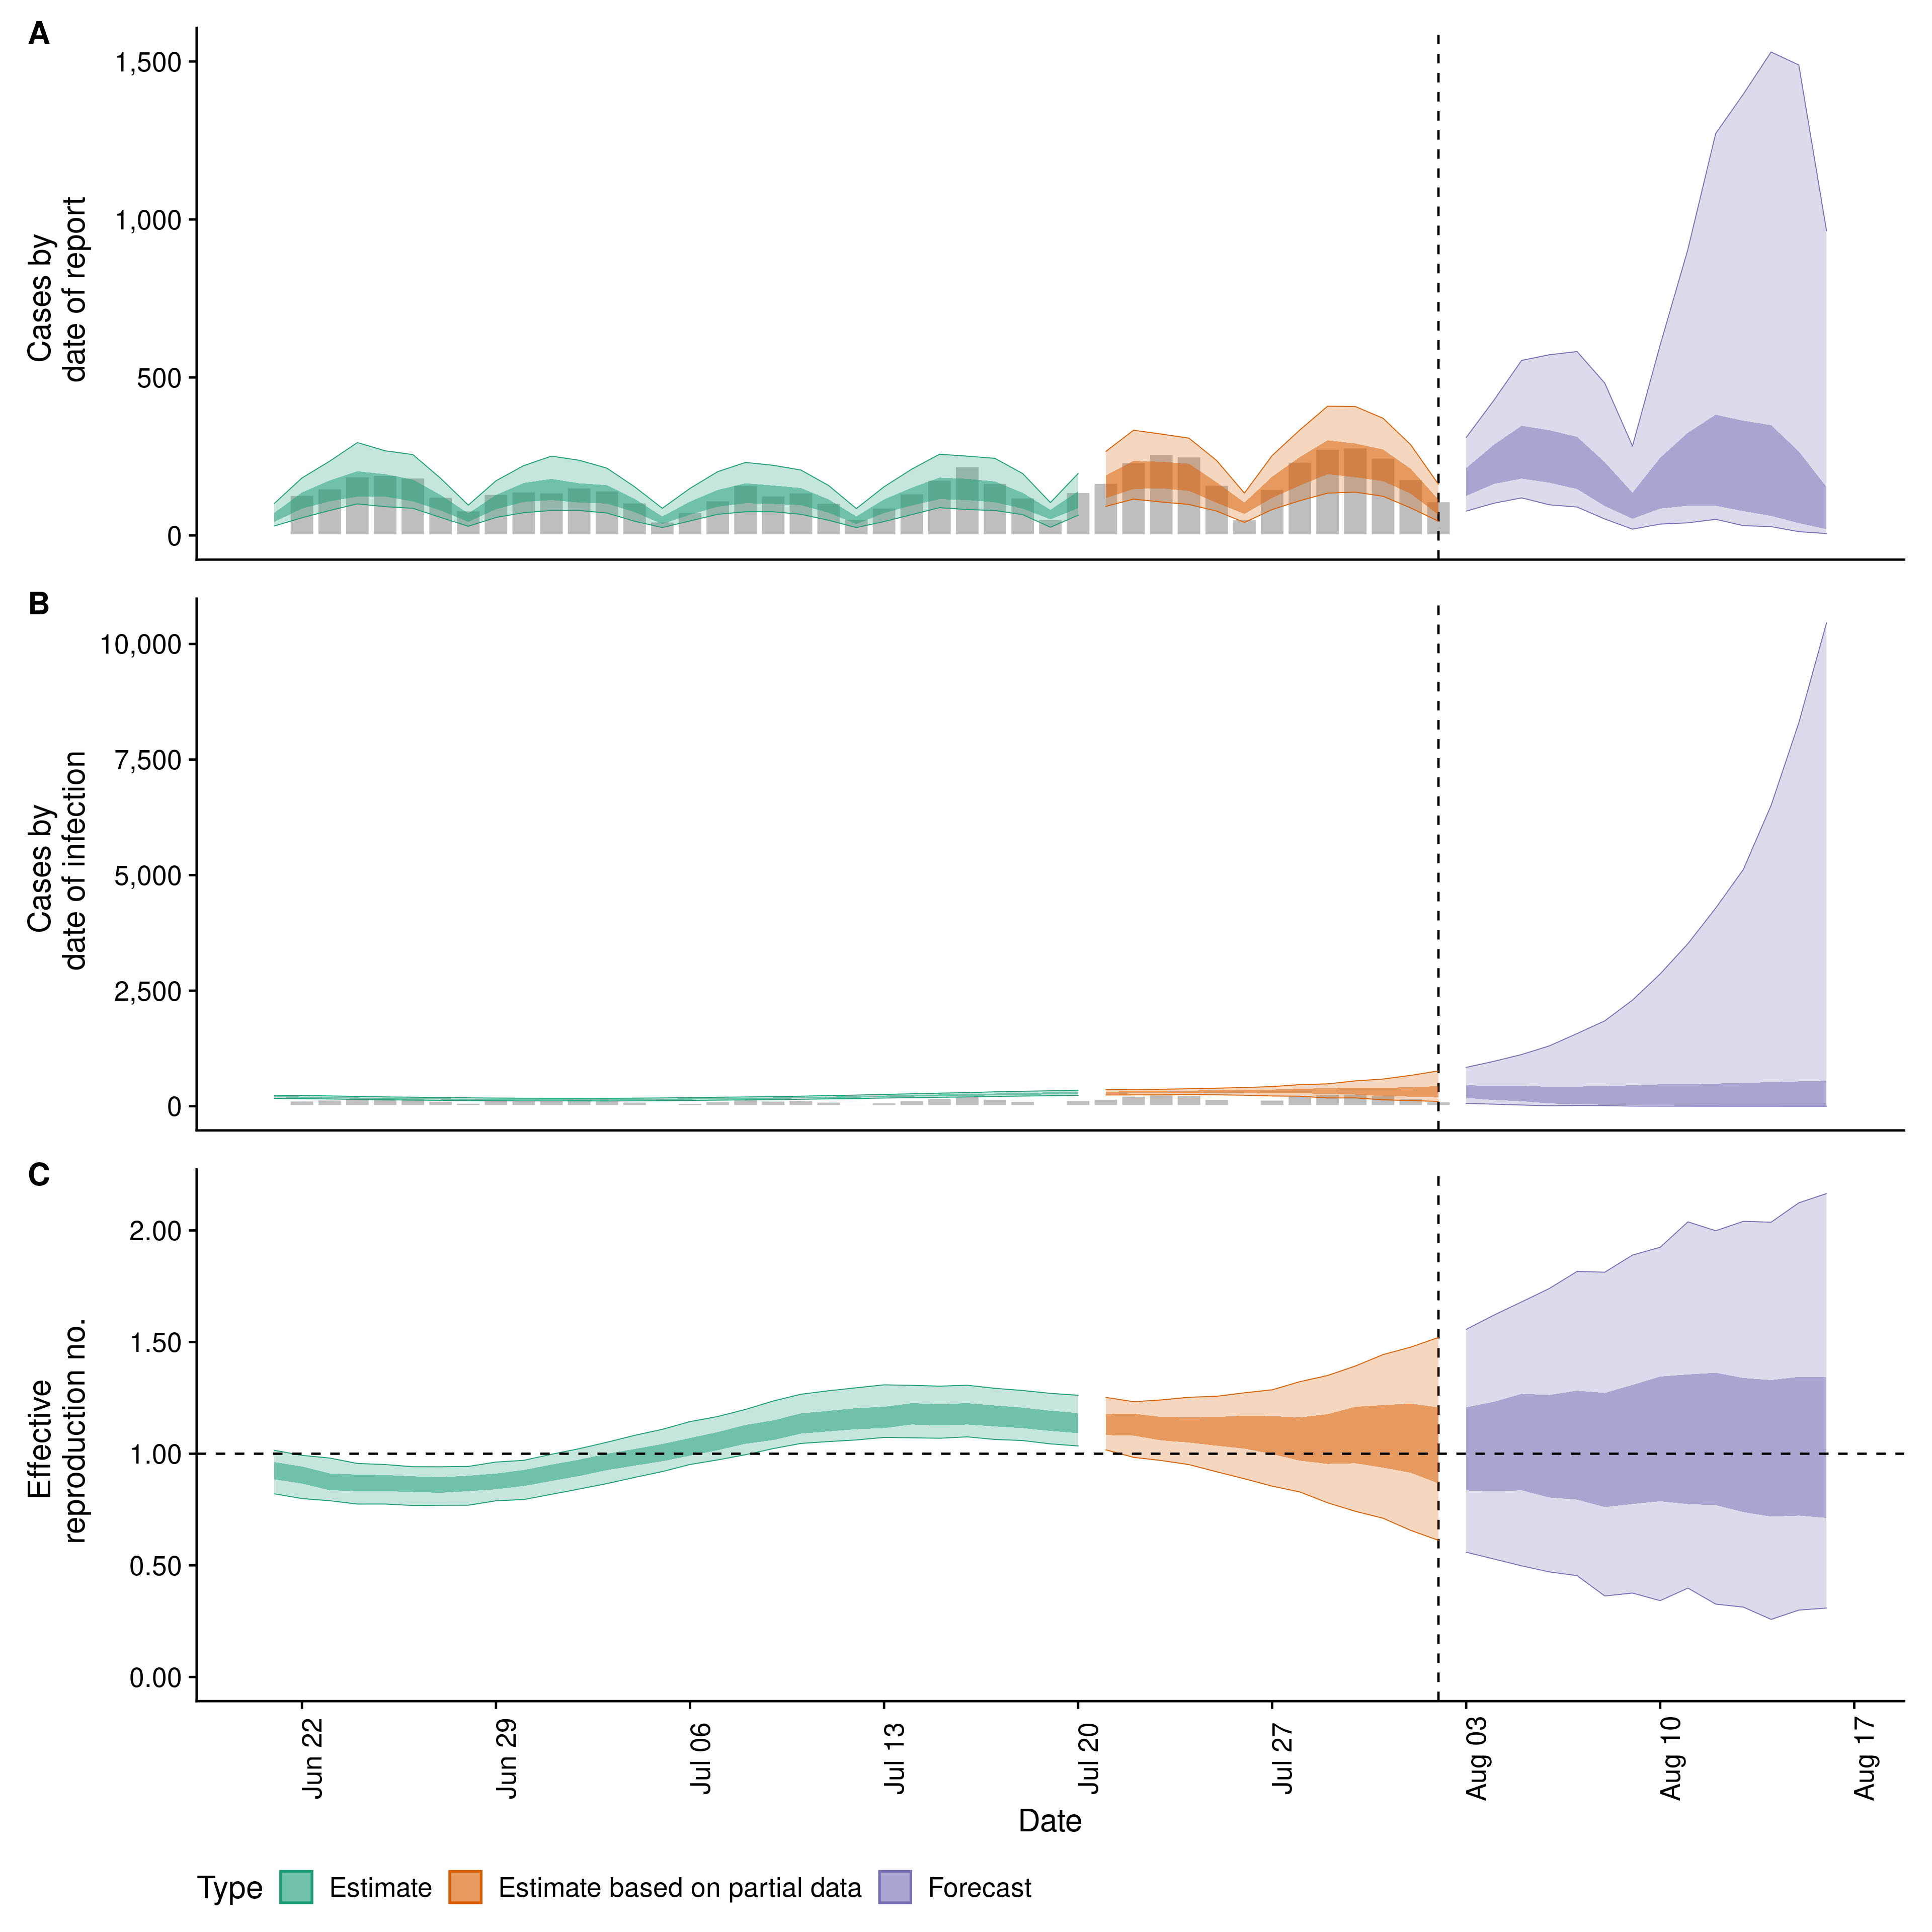 A
Cases by
date of report
1,500
1,000
500
0
B
Cases by
date of infection
10,000
7,500
5,000
2,500
0
C
Effective
reproduction no.
2.00
1.50
1.00
0.50
0.00
Jun 22
Jun 29
Jul 06
Jul 13
Jul 20
Jul 27
Aug 03
Aug 10
Aug 17
Date
Type Estimate Estimate based on partial data Forecast